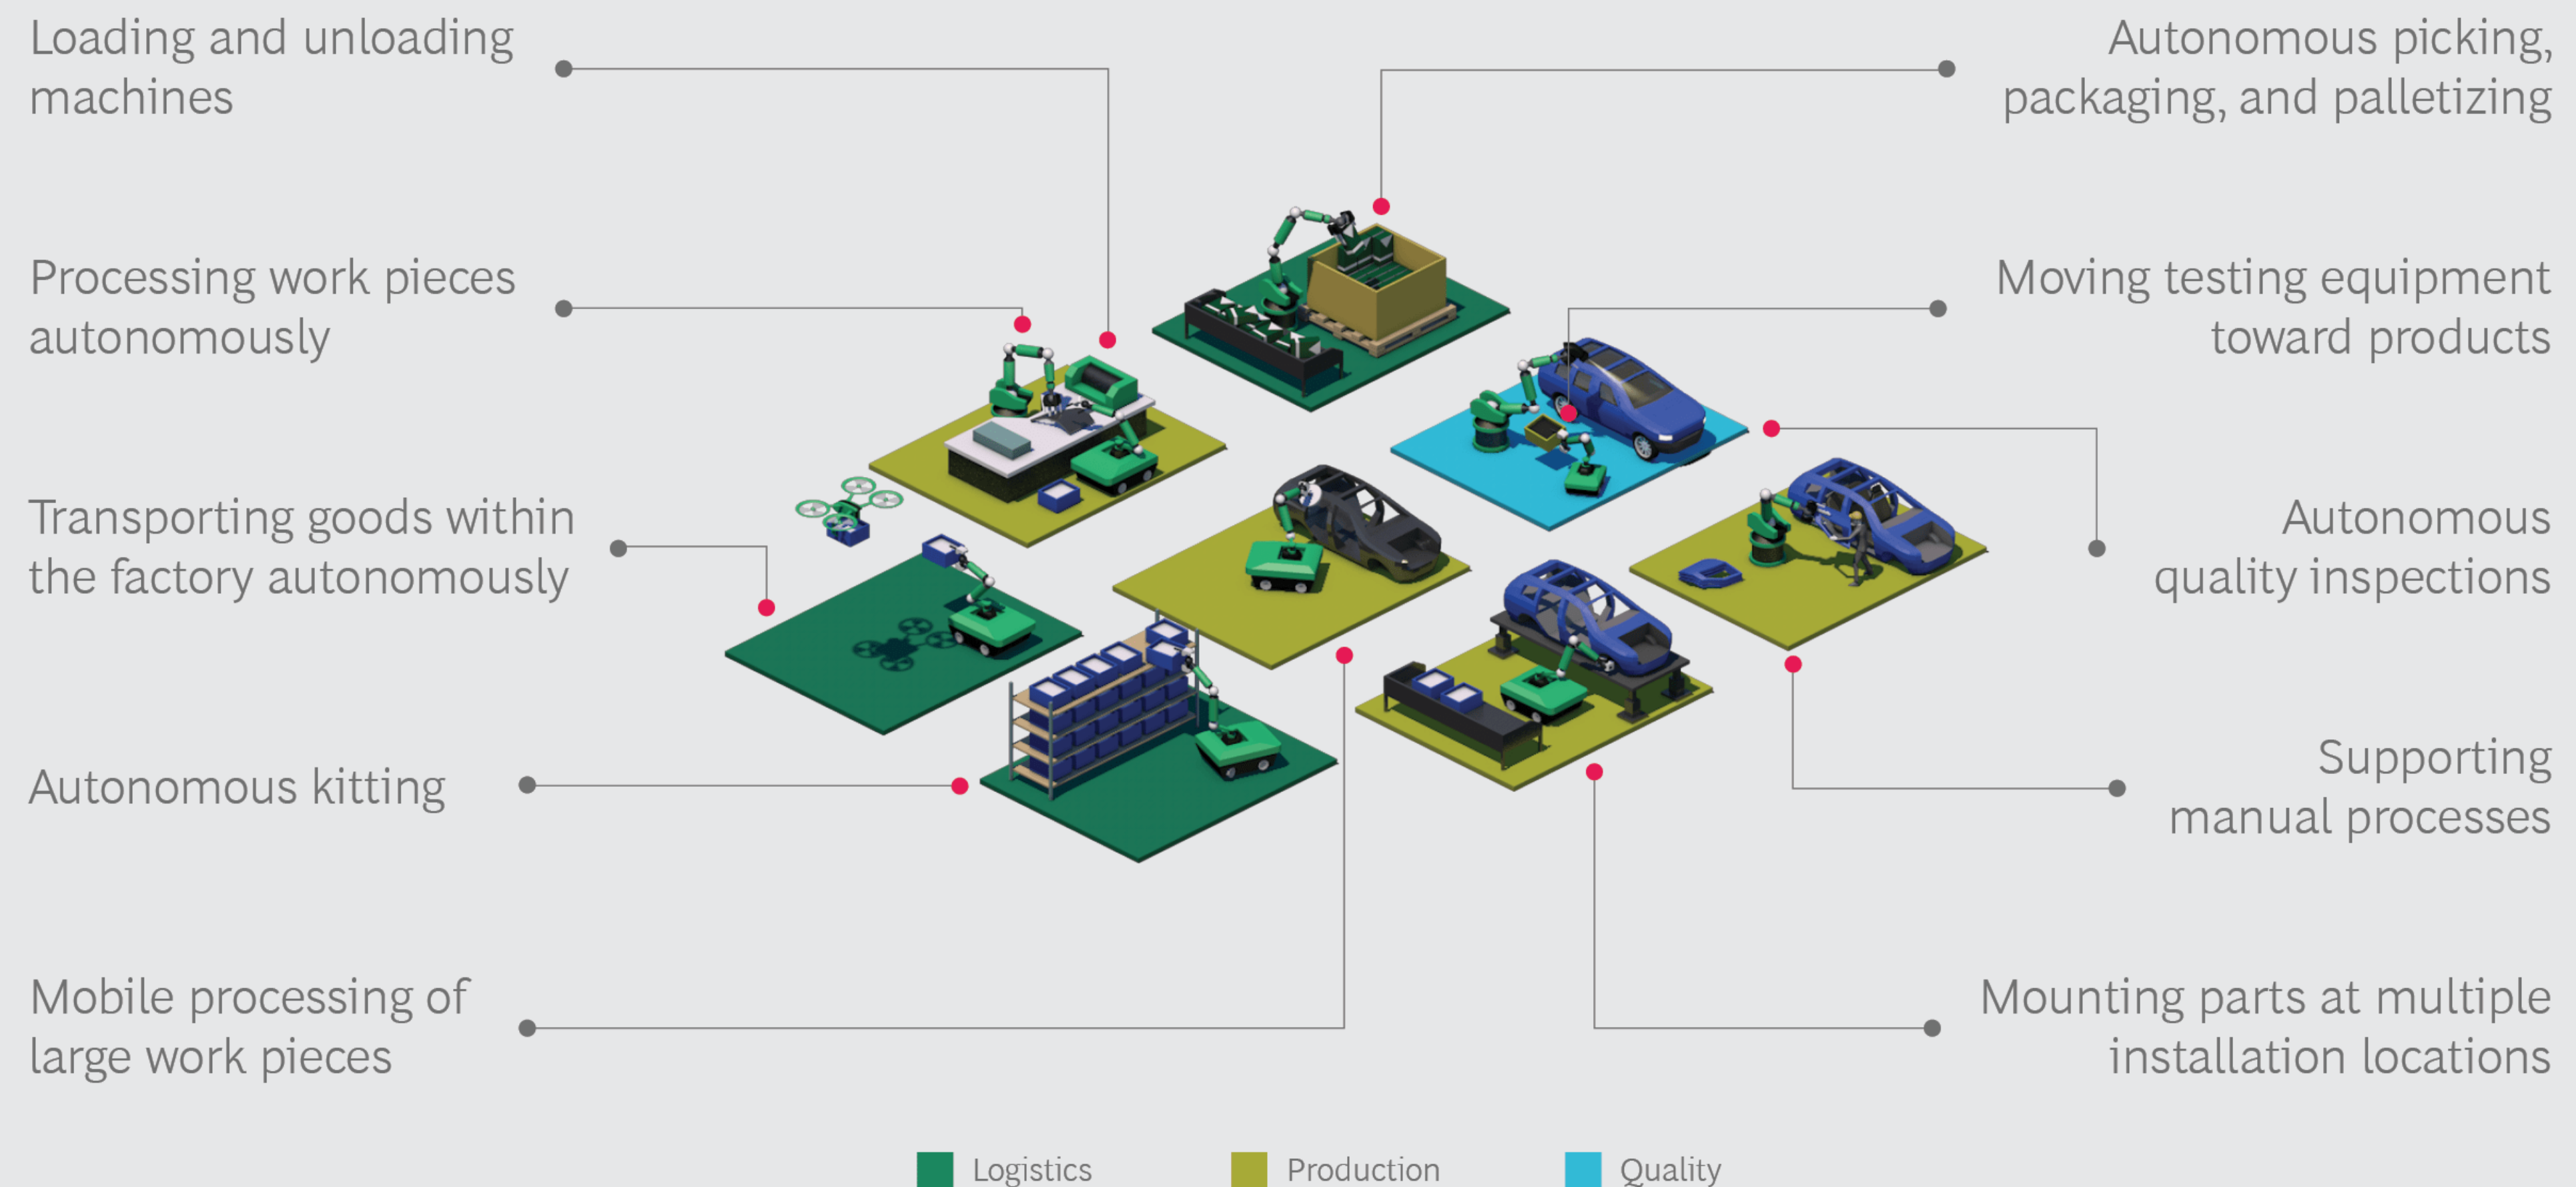 Loading and unloading
machines
Processing work pieces
autonomously
Transporting goods within
the factory autonomously
Autonomous kitting
Mobile processing of
large work pieces
Autonomous picking,
packaging, and palletizing
Moving testing equipment
toward products
Autonomous
quality inspections
Supporting
manual processes
Mounting parts at multiple
installation locations
Logistics
Production
Quality